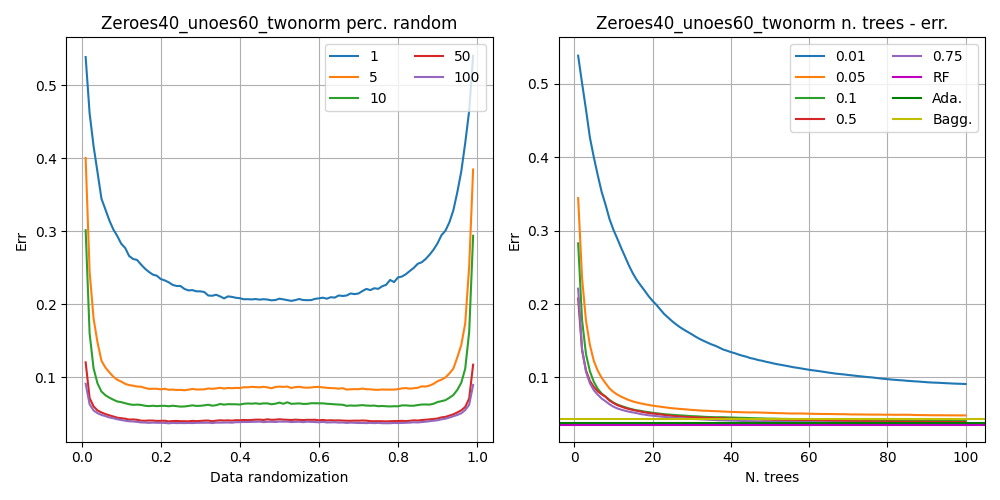 Zeroes40_unoes60_twonorm perc. random
Err
0.5
0.4
0.3
0.2
0.1
0.0 0.2 0.4 0.6 0.8 1.0
Data randomization
1 50
5 100
10
Zeroes40_unoes60_twonorm n. trees - err.
Err
0.5
0.4
0.3
0.2
0.1
0 20 40 60 80 100
N. trees
0.01 0.75
0.05 RF
0.1 Ada.
0.5 Bagg.